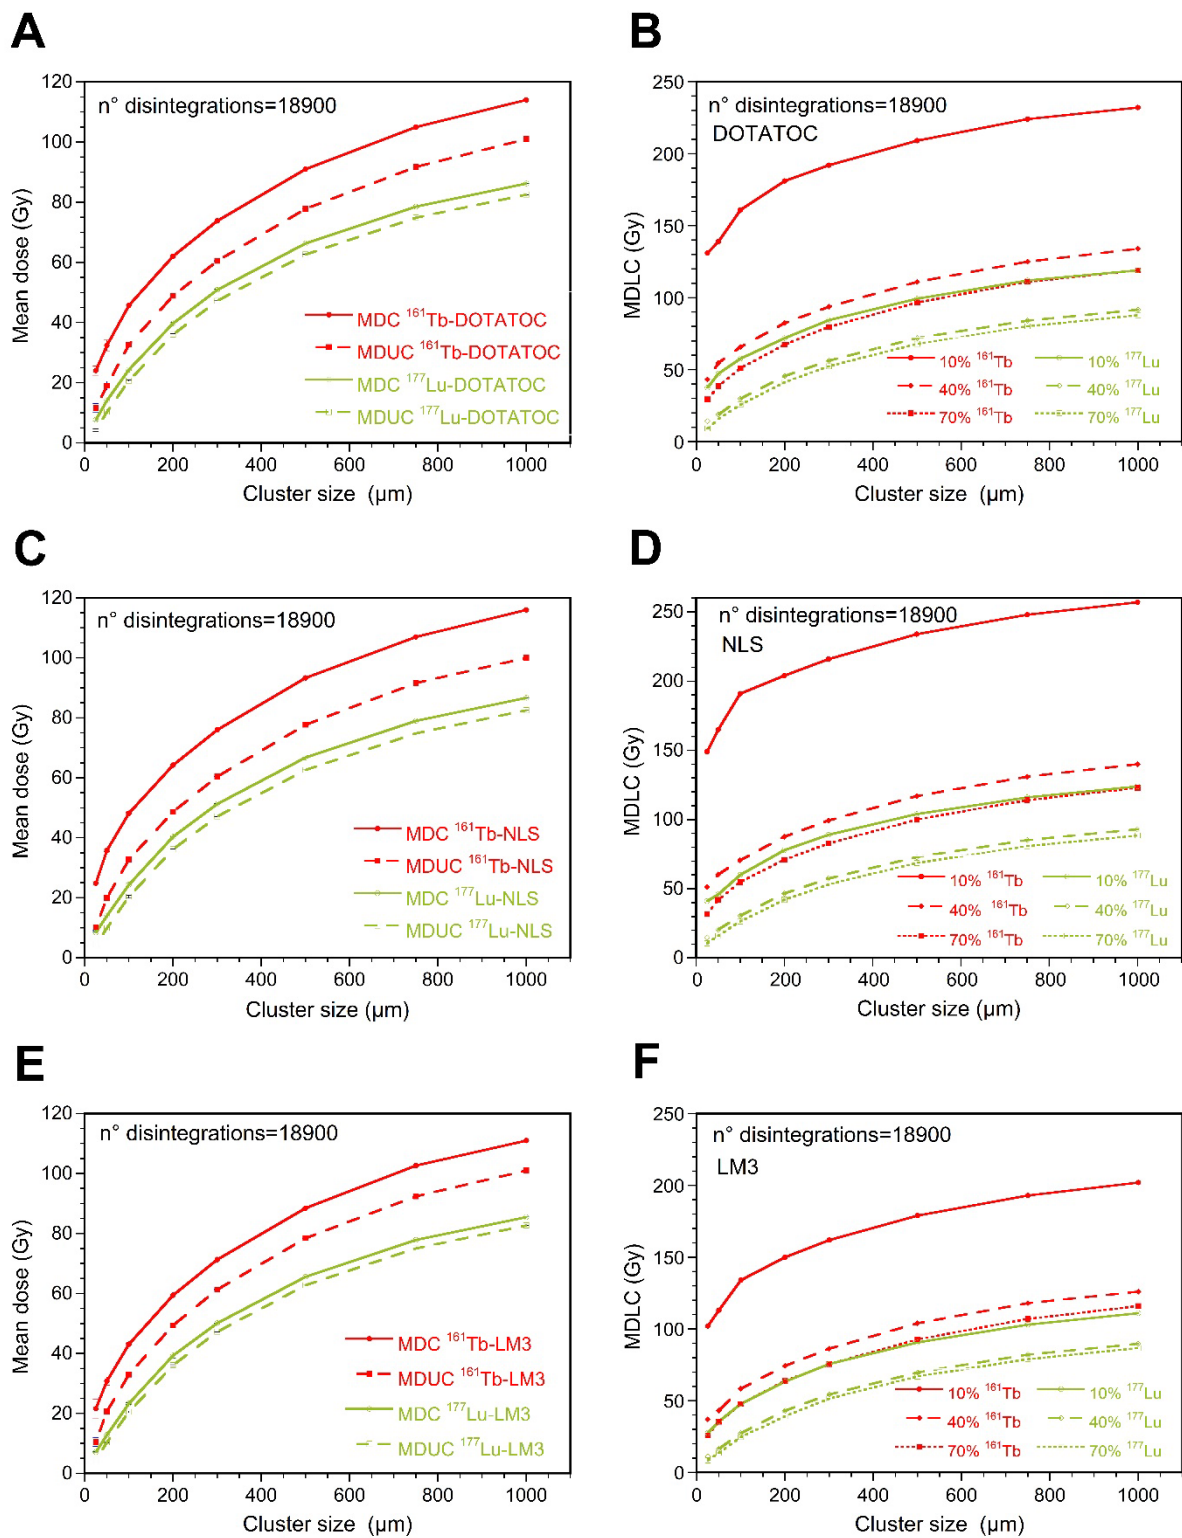 A
n° disintegrations=18900
Mean dose (Gy)
120
100
80
60
40
20
0
MDC ¹⁶¹Tb-DOTATOC
MDUC ¹⁶¹Tb-DOTATOC
MDC ¹⁷⁷Lu-DOTATOC
MDUC ¹⁷⁷Lu-DOTATOC
0 200 400 600 800 1000
Cluster size (µm)
B
n° disintegrations=18900
DOTATOC
MDLC (Gy)
250
200
150
100
50
0
10% ¹⁶¹Tb 10% ¹⁷⁷Lu
40% ¹⁶¹Tb 40% ¹⁷⁷Lu
70% ¹⁶¹Tb 70% ¹⁷⁷Lu
0 200 400 600 800 1000
Cluster size (µm)
C
n° disintegrations=18900
Mean dose (Gy)
120
100
80
60
40
20
0
MDC ¹⁶¹Tb-NLS
MDUC ¹⁶¹Tb-NLS
MDC ¹⁷⁷Lu-NLS
MDUC ¹⁷⁷Lu-NLS
0 200 400 600 800 1000
Cluster size (µm)
D
n° disintegrations=18900
NLS
MDLC (Gy)
250
200
150
100
50
0
10% ¹⁶¹Tb 10% ¹⁷⁷Lu
40% ¹⁶¹Tb 40% ¹⁷⁷Lu
70% ¹⁶¹Tb 70% ¹⁷⁷Lu
0 200 400 600 800 1000
Cluster size (µm)
E
n° disintegrations=18900
Mean dose (Gy)
120
100
80
60
40
20
0
MDC ¹⁶¹Tb-LM3
MDUC ¹⁶¹Tb-LM3
MDC ¹⁷⁷Lu-LM3
MDUC ¹⁷⁷Lu-LM3
0 200 400 600 800 1000
Cluster size (µm)
F
n° disintegrations=18900
LM3
MDLC (Gy)
250
200
150
100
50
0
10% ¹⁶¹Tb 10% ¹⁷⁷Lu
40% ¹⁶¹Tb 40% ¹⁷⁷Lu
70% ¹⁶¹Tb 70% ¹⁷⁷Lu
0 200 400 600 800 1000
Cluster size (µm)